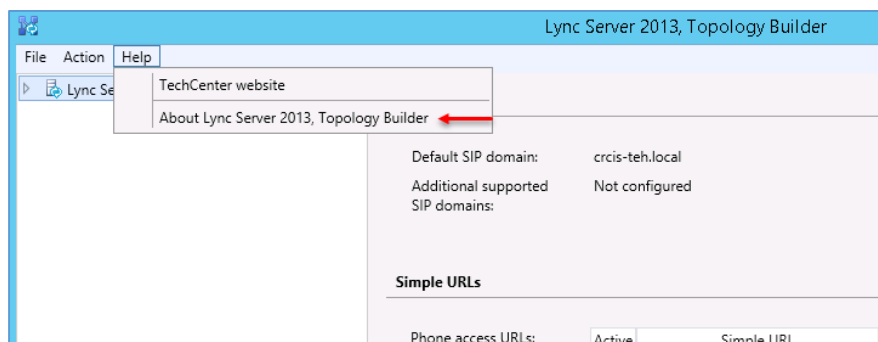 Lync Server 2013, Topology Builder
File Action Help
Lync Se
TechCenter website
About Lync Server 2013, Topology Builder
Default SIP domain: crcis-teh.local
Additional supported SIP domains: Not configured
Simple URLs
Phone access URLs: Active Simple URL